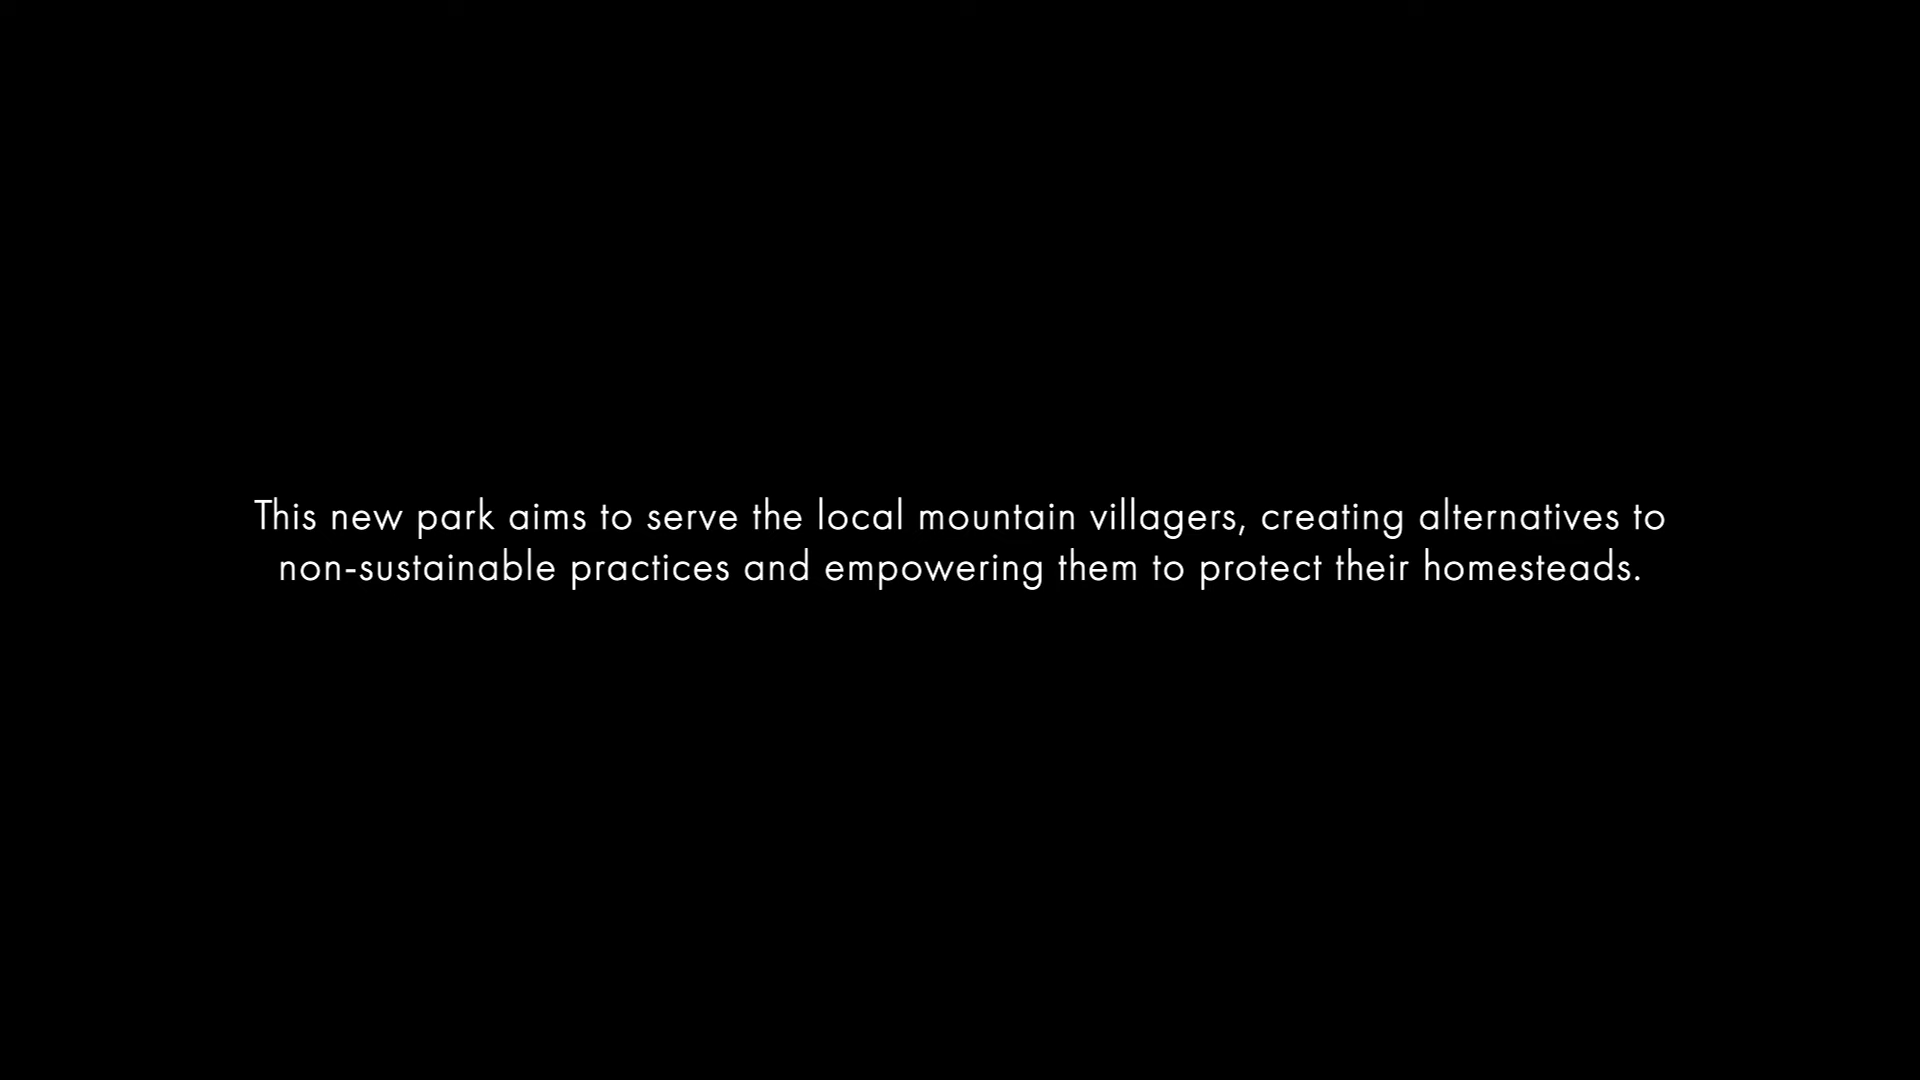 This new park aims to serve the local mountain villagers, creating alternatives to
non-sustainable practices and empowering them to protect their homesteads.